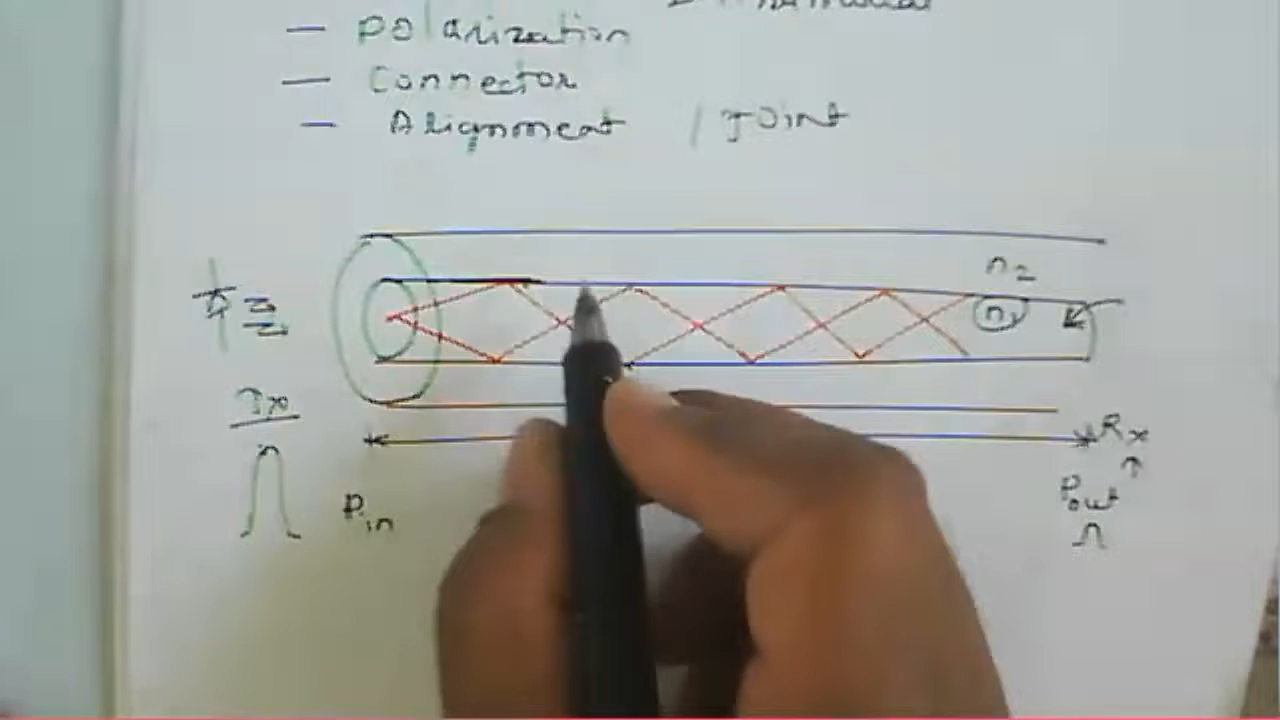 – Polarization
– Connector
– Alignment / Joint
n2
n1
Tx
Rx
Pin
Pout